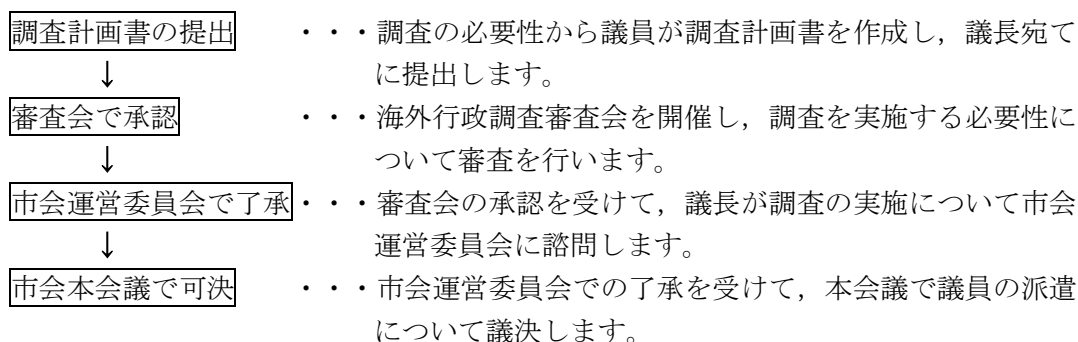 調査計画書の提出　　・・・調査の必要性から議員が調査計画書を作成し，議長宛て
↓　　に提出します。
審査会で承認　　・・・海外行政調査審査会を開催し，調査を実施する必要性に
↓　　ついて審査を行います。
市会運営委員会で了承・・・審査会の承認を受けて，議長が調査の実施について市会
↓　　運営委員会に諮問します。
市会本会議で可決　　・・・市会運営委員会での了承を受けて，本会議で議員の派遣
について議決します。